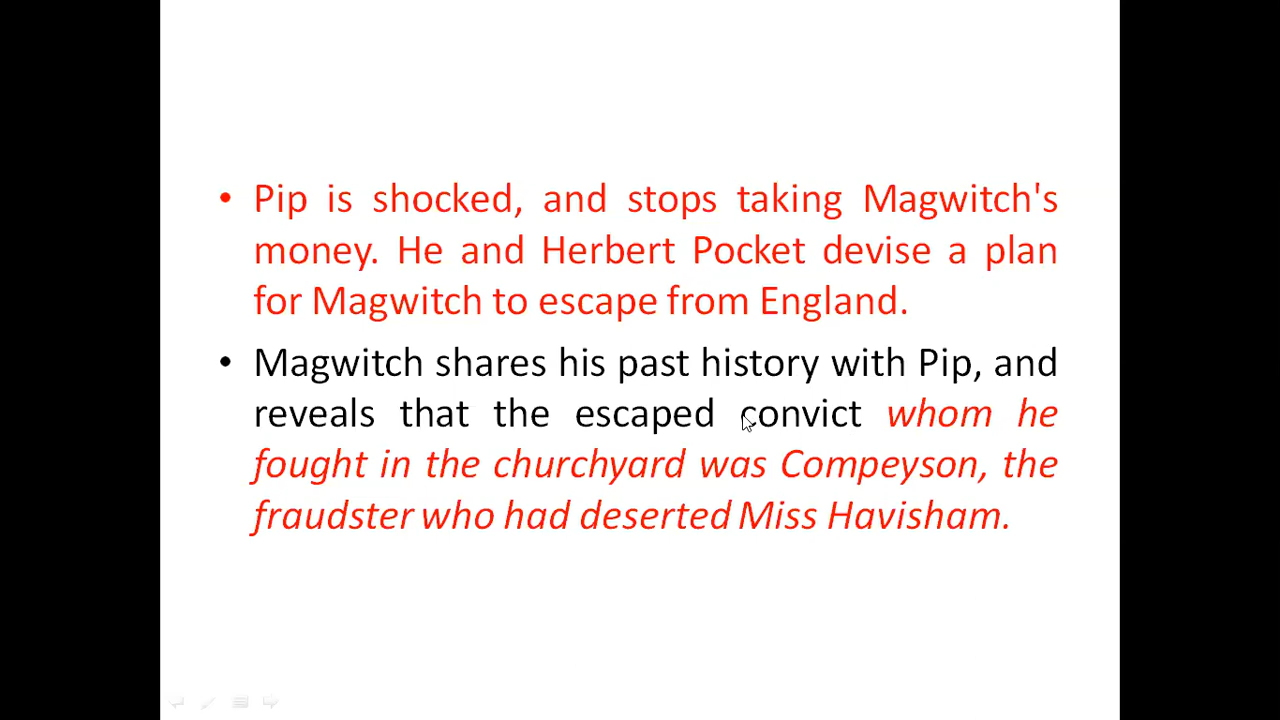 • Pip is shocked, and stops taking Magwitch's
money. He and Herbert Pocket devise a plan
for Magwitch to escape from England.
• Magwitch shares his past history with Pip, and
reveals that the escaped convict whom he
fought in the churchyard was Compeyson, the
fraudster who had deserted Miss Havisham.